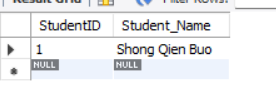 Result Grid Filter Rows:
StudentID Student_Name
1 Shong Qien Buo
NULL NULL